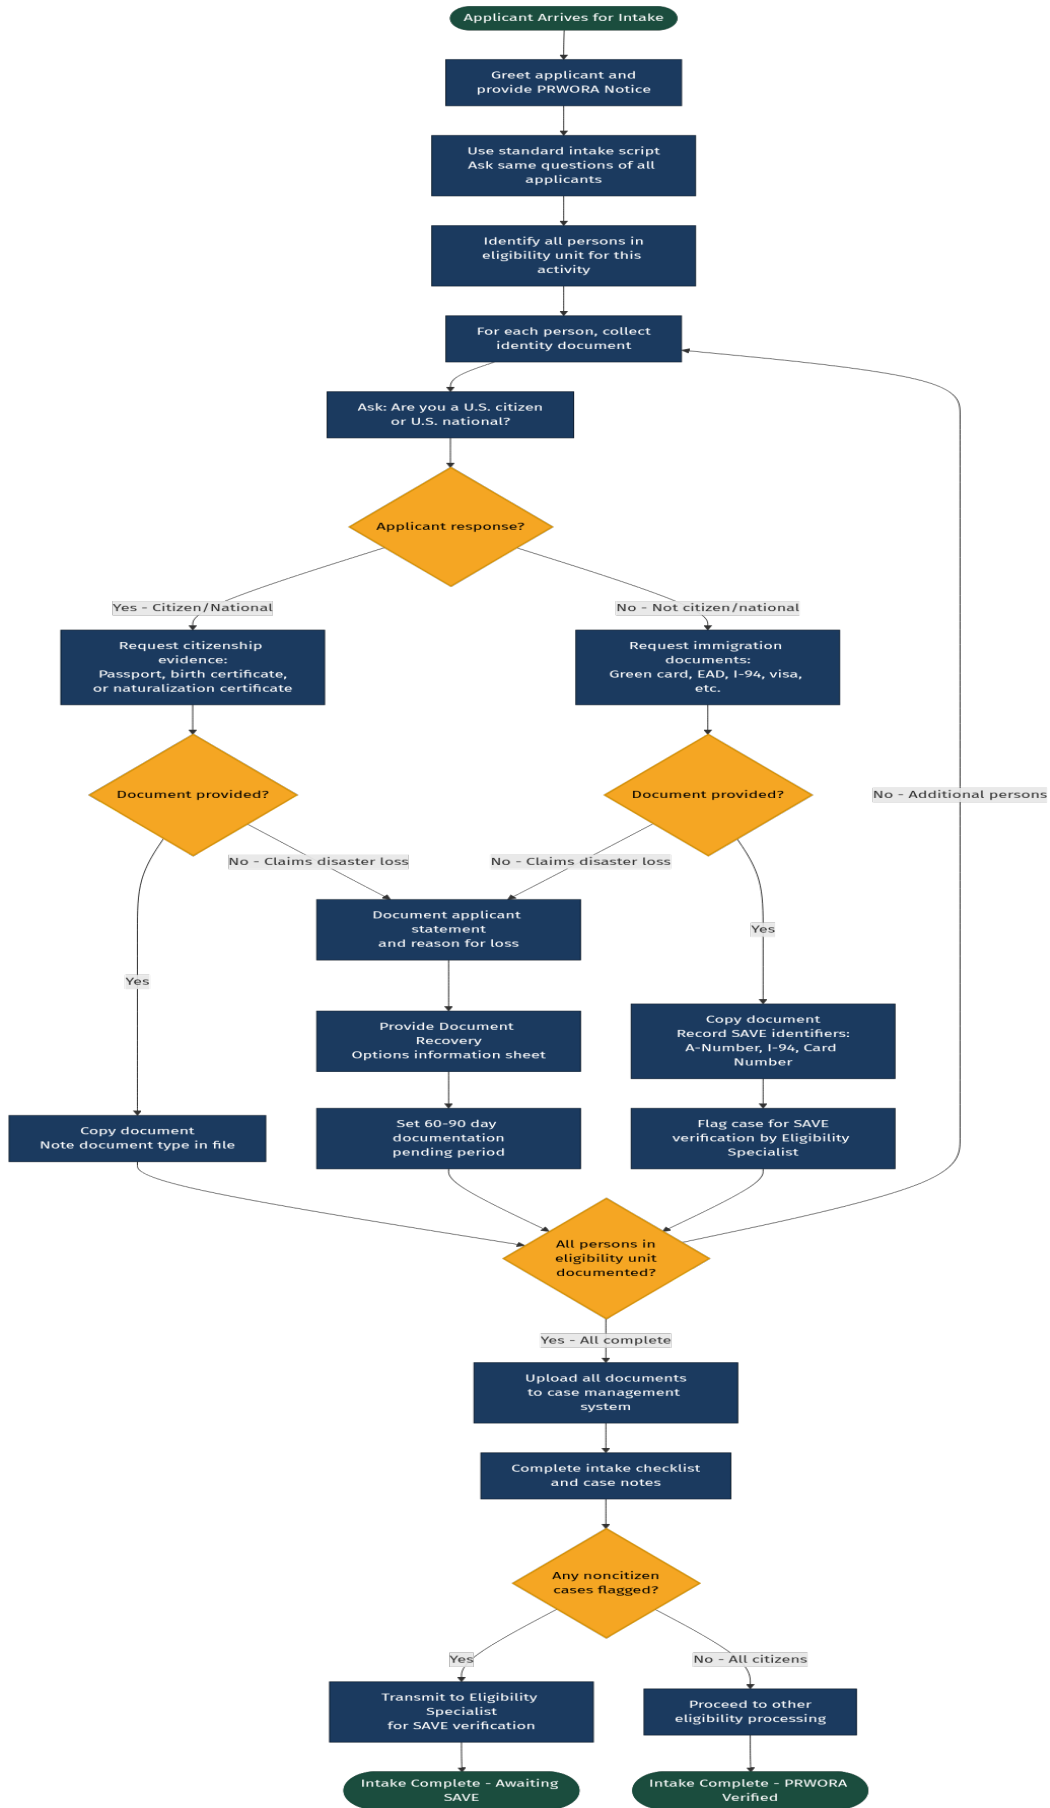 Applicant Arrives for Intake
Greet applicant and
provide PRWORA Notice
Use standard intake script
Ask same questions of all
applicants
Identify all persons in
eligibility unit for this
activity
For each person, collect
identity document
Ask: Are you a U.S. citizen
or U.S. national?
Applicant response?
Yes - Citizen/National
No - Not citizen/national
Request citizenship
evidence:
Passport, birth certificate,
or naturalization certificate
Request immigration
documents:
Green card, EAD, I-94, visa,
etc.
Document provided?
Document provided?
No - Additional persons
No - Claims disaster loss
No - Claims disaster loss
Document applicant
statement
and reason for loss
Yes
Yes
Provide Document
Recovery
Options information sheet
Copy document
Record SAVE identifiers:
A-Number, I-94, Card
Number
Copy document
Note document type in file
Set 60-90 day
documentation
pending period
Flag case for SAVE
verification by Eligibility
Specialist
All persons in
eligibility unit
documented?
Yes - All complete
Upload all documents
to case management
system
Complete intake checklist
and case notes
Any noncitizen
cases flagged?
Yes
No - All citizens
Transmit to Eligibility
Specialist
for SAVE verification
Proceed to other
eligibility processing
Intake Complete - Awaiting
SAVE
Intake Complete - PRWORA
Verified